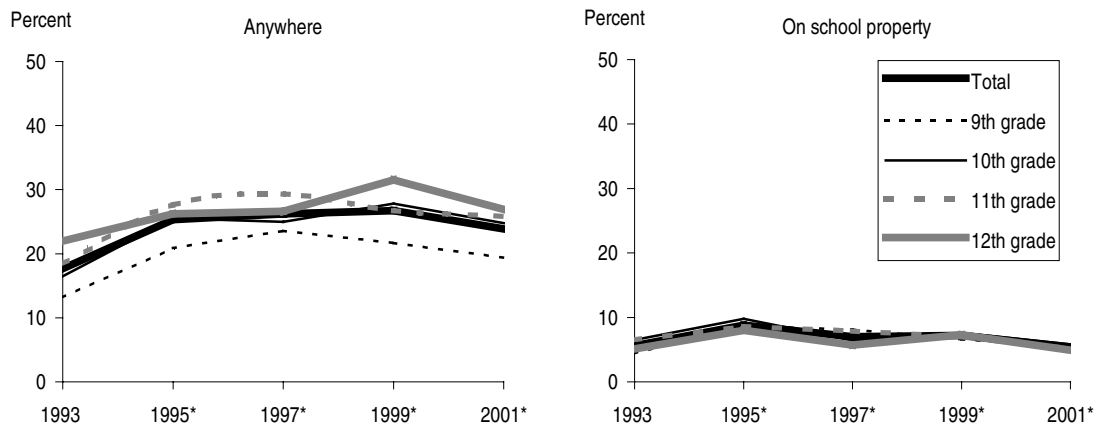 Percent
Anywhere
50
40
30
20
10
0
1993
1995*
1997*
1999*
2001*
Percent
On school property
50
40
30
20
10
0
1993
1995*
1997*
1999*
2001*
Total
9th grade
10th grade
11th grade
12th grade